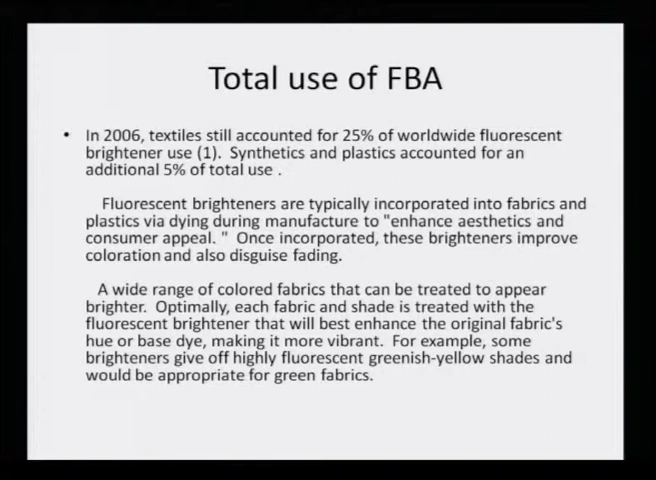 Total use of FBA
• In 2006, textiles still accounted for 25% of worldwide fluorescent
brightener use (1). Synthetics and plastics accounted for an
additional 5% of total use .
Fluorescent brighteners are typically incorporated into fabrics and
plastics via dying during manufacture to "enhance aesthetics and
consumer appeal. " Once incorporated, these brighteners improve
coloration and also disguise fading.
A wide range of colored fabrics that can be treated to appear
brighter. Optimally, each fabric and shade is treated with the
fluorescent brightener that will best enhance the original fabric's
hue or base dye, making it more vibrant. For example, some
brighteners give off highly fluorescent greenish-yellow shades and
would be appropriate for green fabrics.